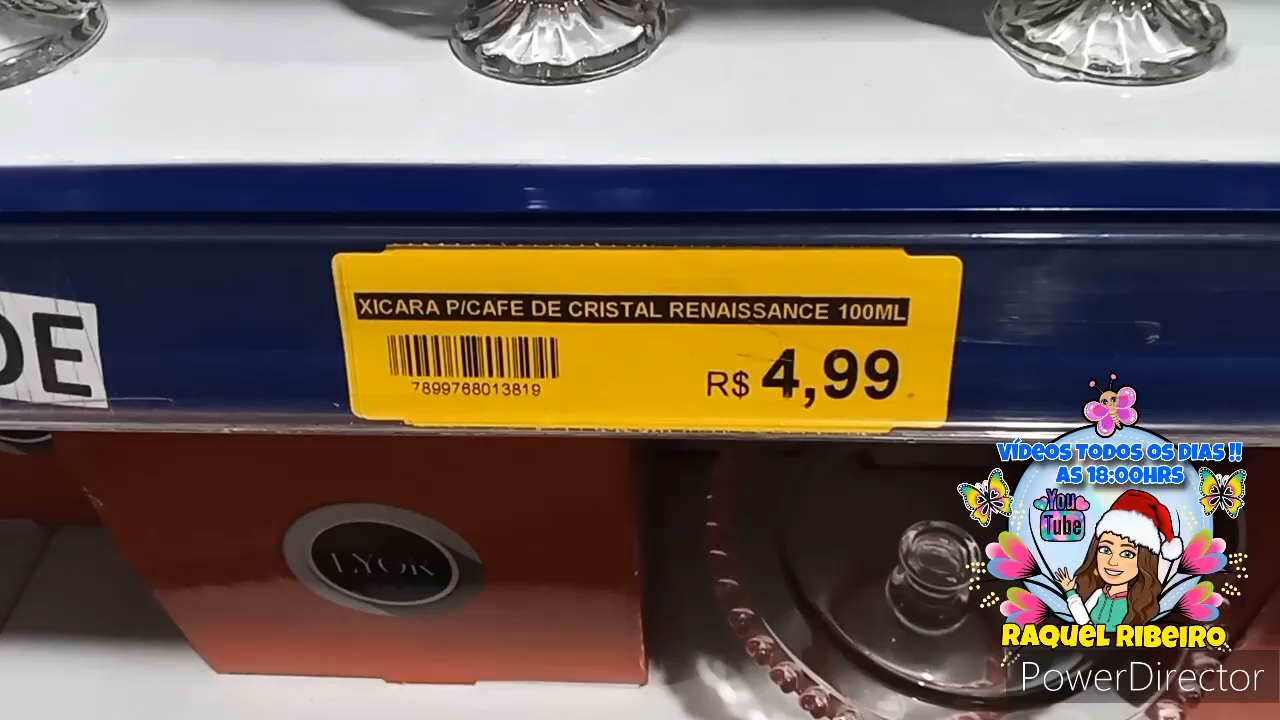 XICARA P/CAFE DE CRISTAL RENAISSANCE 100ML
7899768013819
R$ 4,99
DE
LYOR
VÍDEOS TODOS OS DIAS !!
AS 18:00HRS
You
Tube
RAQUEL RIBEIRO
PowerDirector